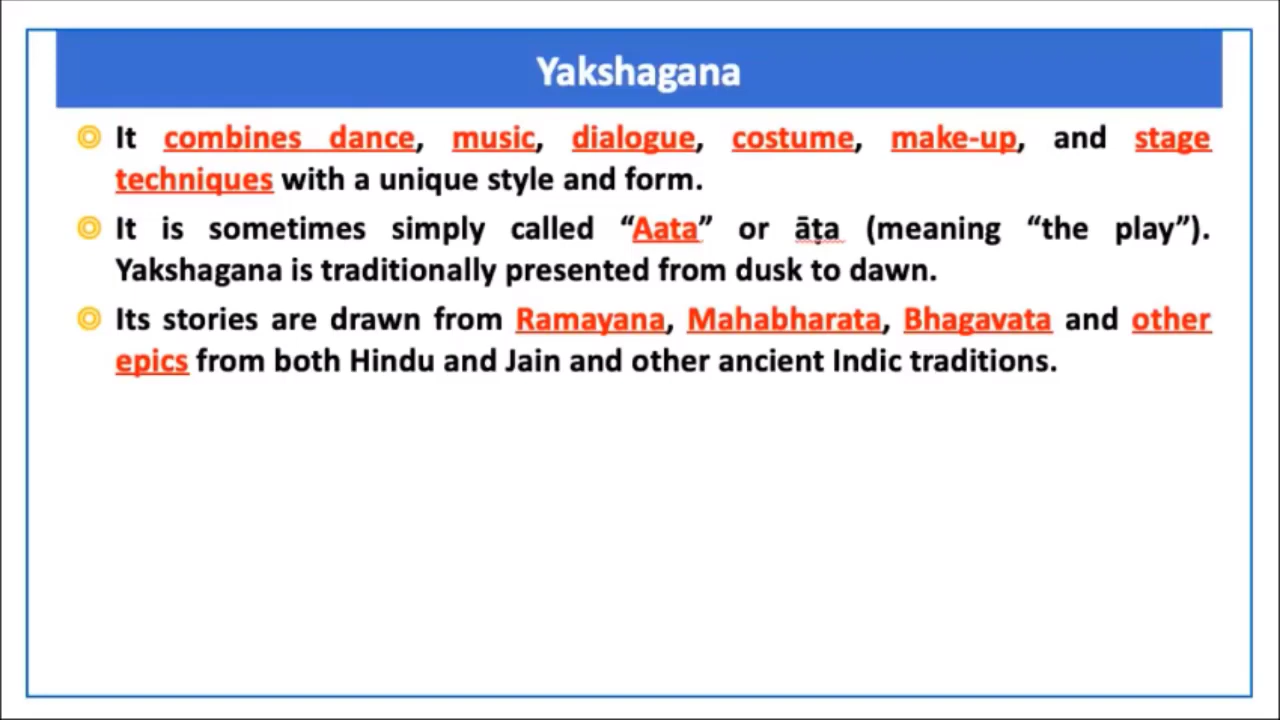 Yakshagana
It combines dance, music, dialogue, costume, make-up, and stage
techniques with a unique style and form.
It is sometimes simply called “Aata” or āṭa (meaning “the play”).
Yakshagana is traditionally presented from dusk to dawn.
Its stories are drawn from Ramayana, Mahabharata, Bhagavata and other
epics from both Hindu and Jain and other ancient Indic traditions.